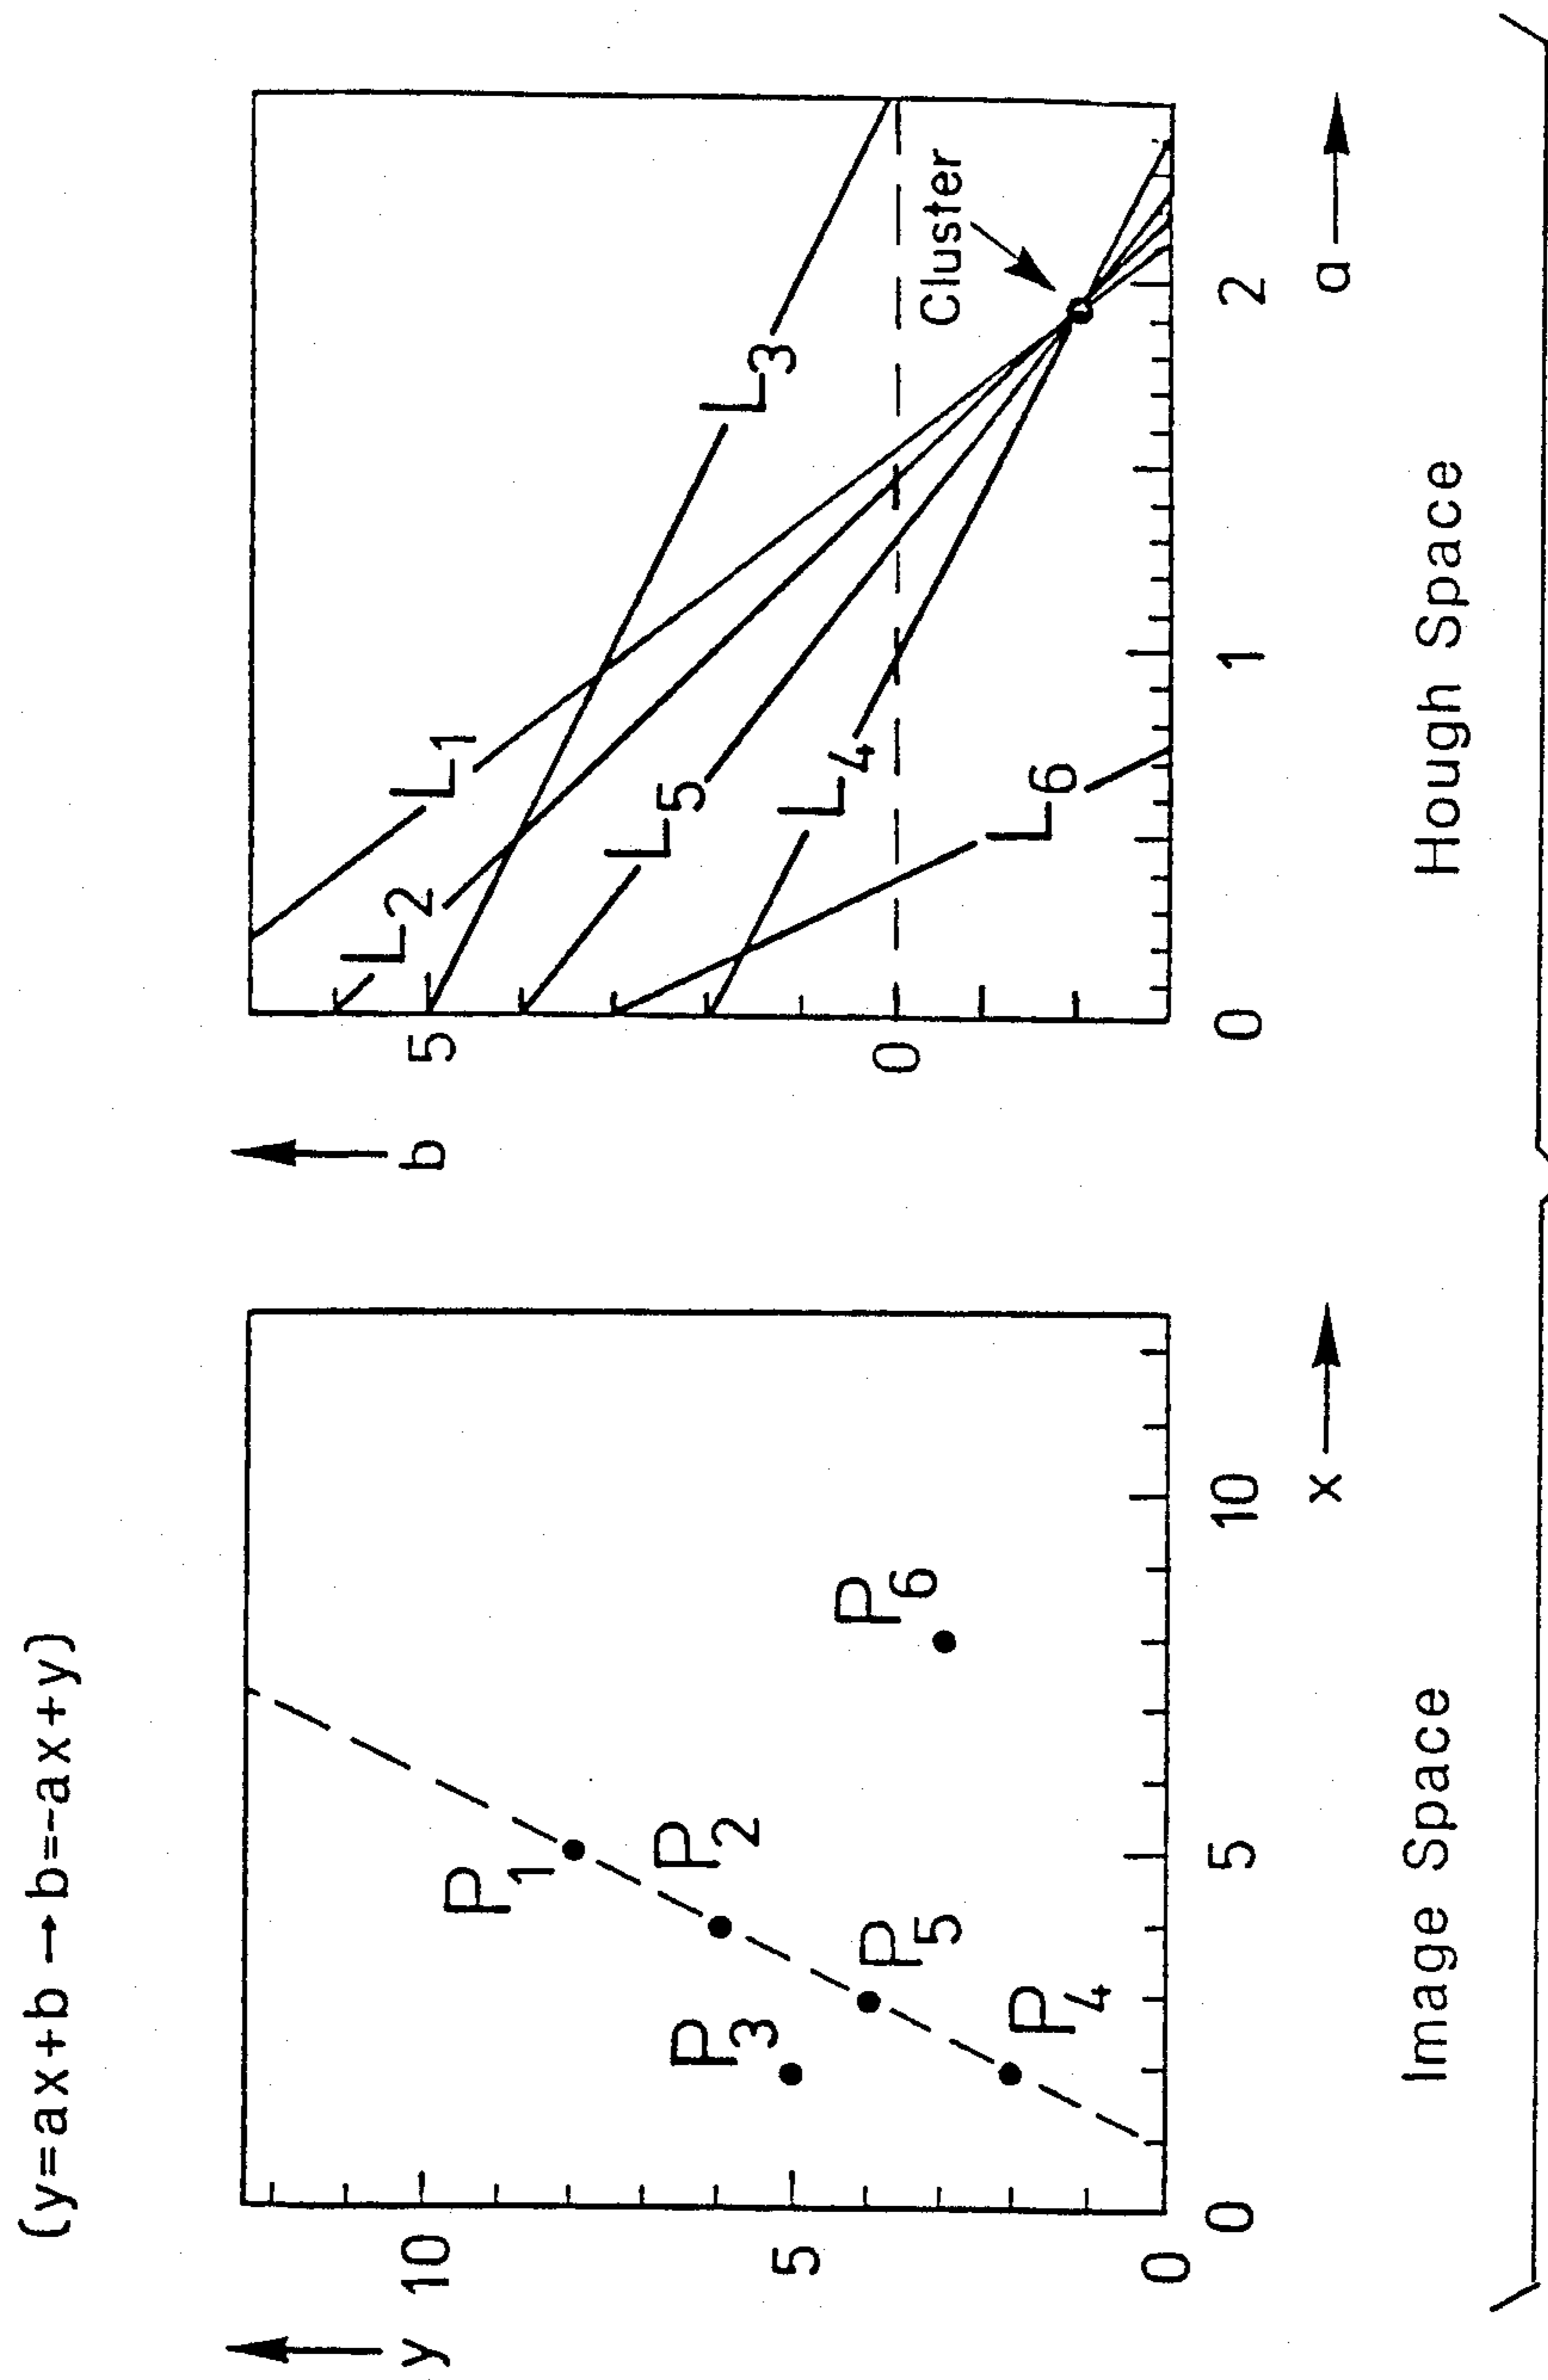 (y=ax+b→b=-ax+y)
y
10
5
0
P1
P2
P3
P5
P4
P6
0
5
10
x
Image Space
b
5
0
L1
L2
L3
L5
L4
L6
Cluster
0
1
2
a
Hough Space